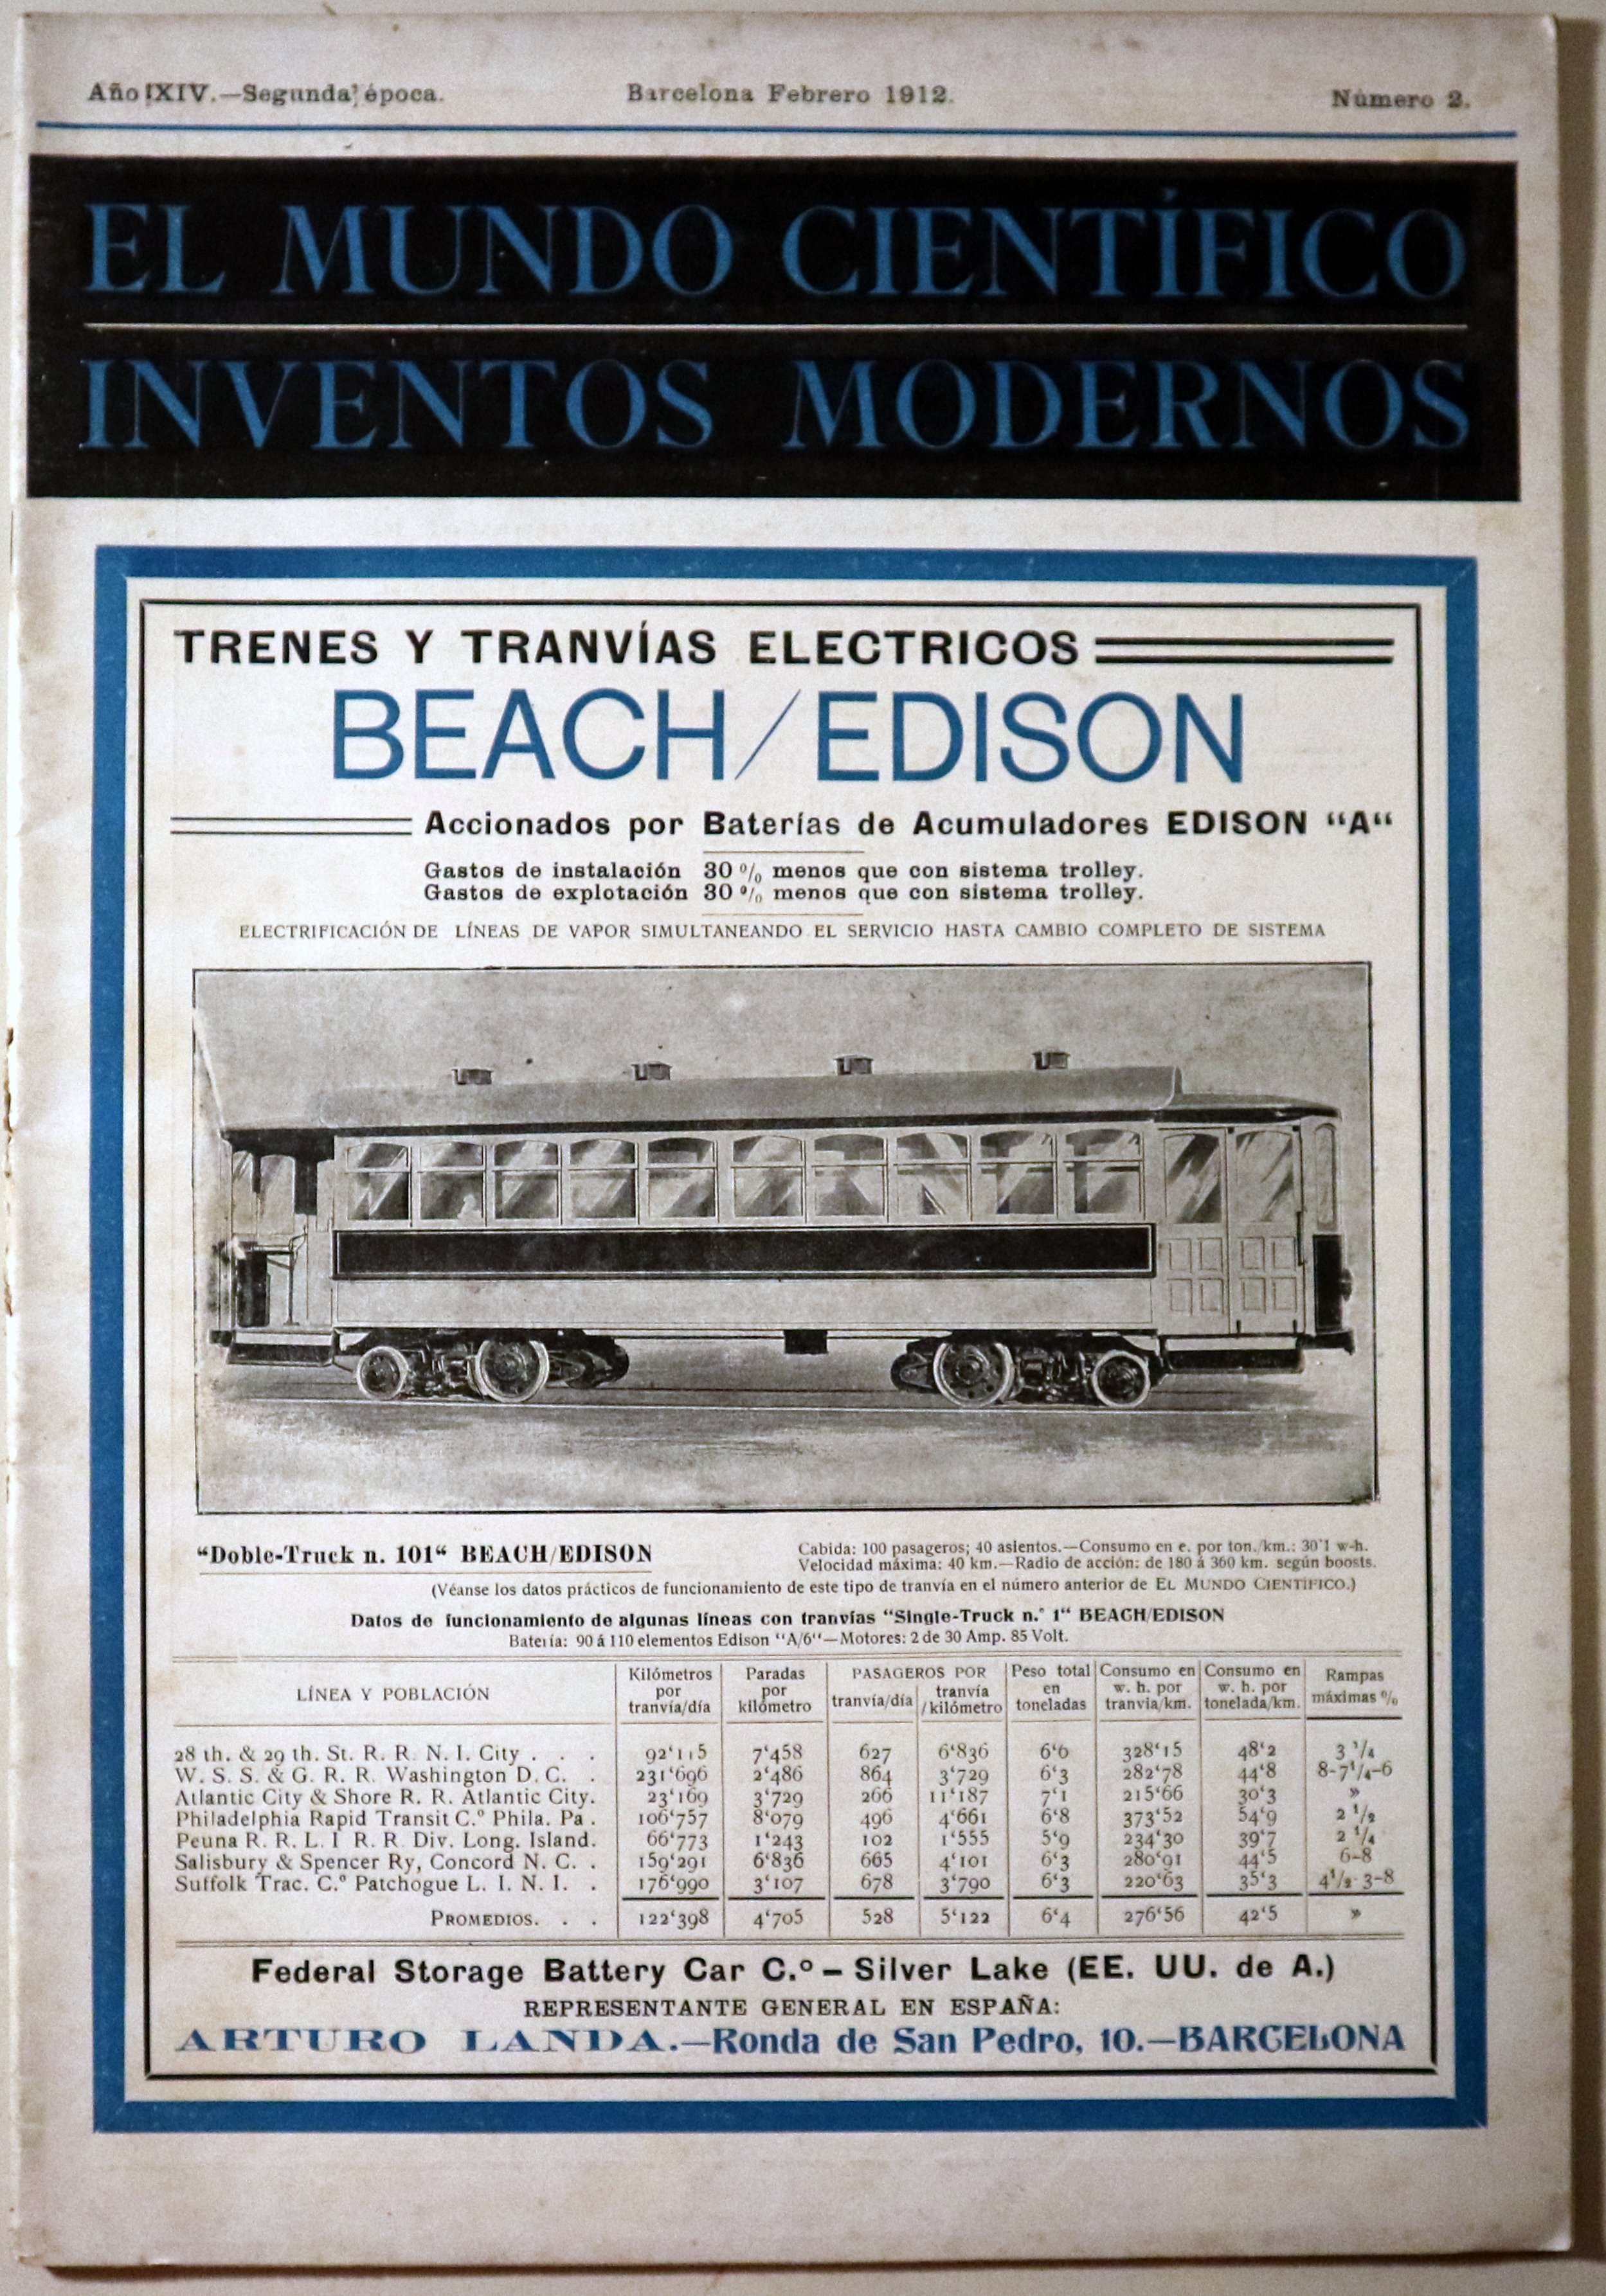 Año XIV.—Segunda época. Barcelona Febrero 1912. Número 2.
EL MUNDO CIENTÍFICO
INVENTOS MODERNOS
TRENES Y TRANVÍAS ELECTRICOS
BEACH/EDISON
Accionados por Baterías de Acumuladores EDISON "A"
Gastos de instalación 30 % menos que con sistema trolley.
Gastos de explotación 30 % menos que con sistema trolley.
ELECTRIFICACIÓN DE LÍNEAS DE VAPOR SIMULTANEANDO EL SERVICIO HASTA CAMBIO COMPLETO DE SISTEMA
"Doble-Truck n. 101" BEACH/EDISON
Cabida: 100 pasageros; 40 asientos.—Consumo en e. por ton./km.: 30'1 w-h.
Velocidad máxima: 40 km.—Radio de acción: de 180 á 360 km. según boosts.
(Véanse los datos prácticos de funcionamiento de este tipo de tranvía en el número anterior de EL MUNDO CIENTÍFICO.)
Datos de funcionamiento de algunas líneas con tranvías "Single-Truck n.° 1" BEACH/EDISON
Batería: 90 á 110 elementos Edison "A/6"—Motores: 2 de 30 Amp. 85 Volt.
LÍNEA Y POBLACIÓN
Kilómetros por tranvía/día
Paradas por kilómetro
PASAGEROS POR
tranvía/día
tranvía /kilómetro
Peso total en toneladas
Consumo en w. h. por tranvia/km.
Consumo en w. h. por tonelada/km.
Rampas máximas %
28 th. & 29 th. St. R. R. N. I. City . . . 92'115 7'458 627 6'836 6'6 328'15 48'2 3 1/4
W. S. S. & G. R. R. Washington D. C. . 231'696 2'486 864 3'729 6'3 282'78 44'8 8-7 1/4-6
Atlantic City & Shore R. R. Atlantic City. 23'169 3'729 266 11'187 7'1 215'66 30'3 »
Philadelphia Rapid Transit C.° Phila. Pa . 106'757 8'079 496 4'661 6'8 373'52 54'9 2 1/2
Peuna R. R. L. I R. R. Div. Long. Island. 66'773 1'243 102 1'555 5'9 234'30 39'7 2 1/4
Salisbury & Spencer Ry, Concord N. C. . 159'291 6'836 665 4'101 6'3 280'91 44'5 6-8
Suffolk Trac. C.° Patchogue L. I. N. I. . 176'990 3'107 678 3'790 6'3 220'63 35'3 4 1/2-3-8
PROMEDIOS. . . 122'398 4'705 528 5'122 6'4 276'56 42'5 »
Federal Storage Battery Car C.° – Silver Lake (EE. UU. de A.)
REPRESENTANTE GENERAL EN ESPAÑA:
ARTURO LANDA.—Ronda de San Pedro, 10.—BARCELONA